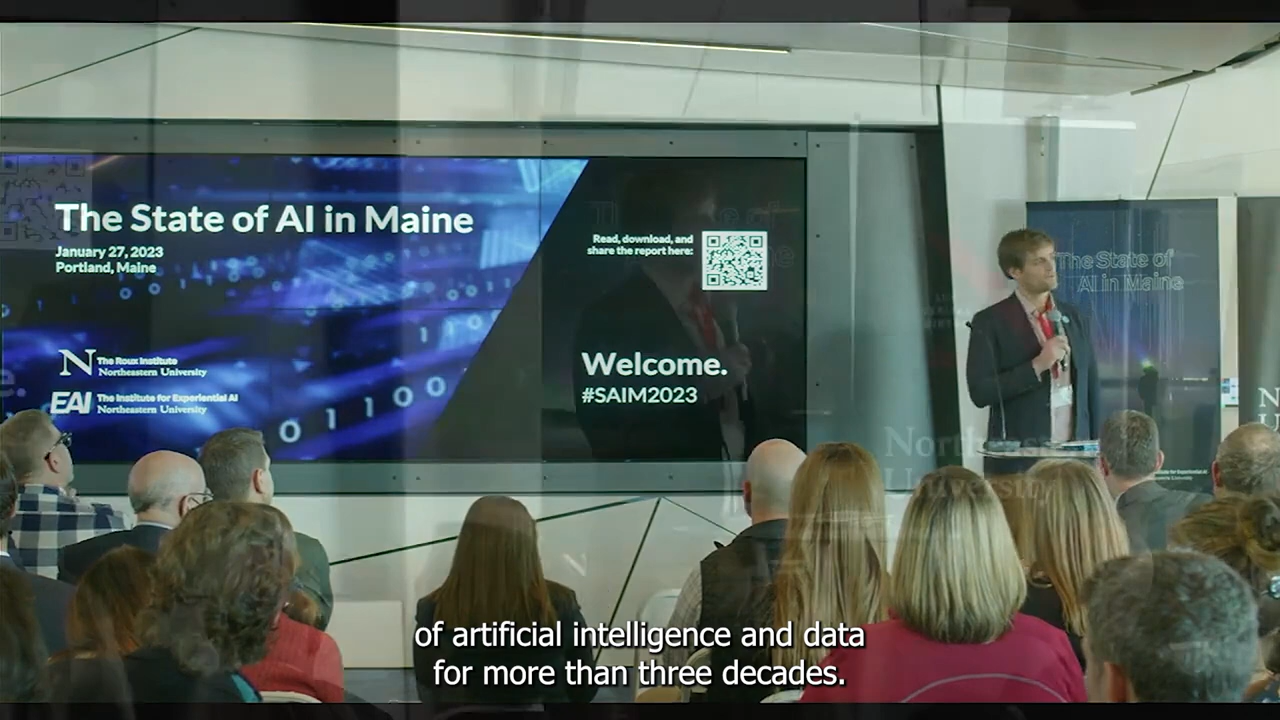 The State of AI in Maine
January 27, 2023
Portland, Maine
Read, download, and
share the report here:
N The Roux Institute
Northeastern University
EAI The Institute for Experiential AI
Northeastern University
Welcome.
#SAIM2023
The State of
AI in Maine
Northeastern
University
N
U
of artificial intelligence and data
for more than three decades.